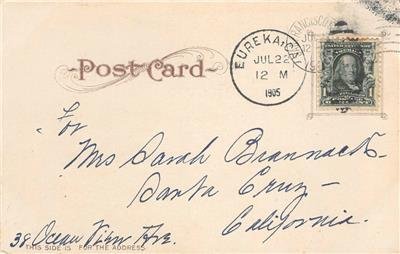 POST CARD
EUREKA, CAL.
JUL 22
12 M
1905
For
Mrs Sarah Brannack
Santa Cruz
California.
38 Ocean View Ave.
THIS SIDE IS FOR THE ADDRESS